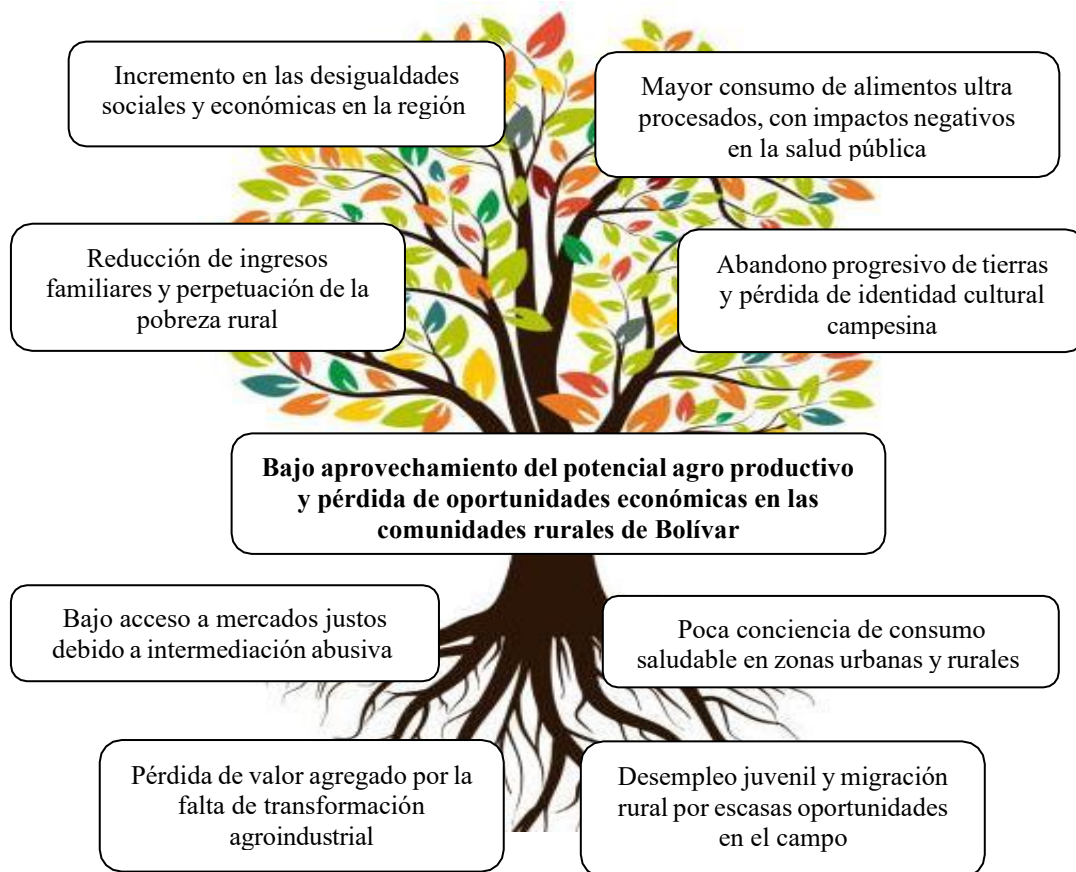 Incremento en las desigualdades
sociales y económicas en la región
Mayor consumo de alimentos ultra
procesados, con impactos negativos
en la salud pública
Reducción de ingresos
familiares y perpetuación de la
pobreza rural
Abandono progresivo de tierras
y pérdida de identidad cultural
campesina
Bajo aprovechamiento del potencial agro productivo
y pérdida de oportunidades económicas en las
comunidades rurales de Bolívar
Bajo acceso a mercados justos
debido a intermediación abusiva
Poca conciencia de consumo
saludable en zonas urbanas y rurales
Pérdida de valor agregado por la
falta de transformación
agroindustrial
Desempleo juvenil y migración
rural por escasas oportunidades
en el campo